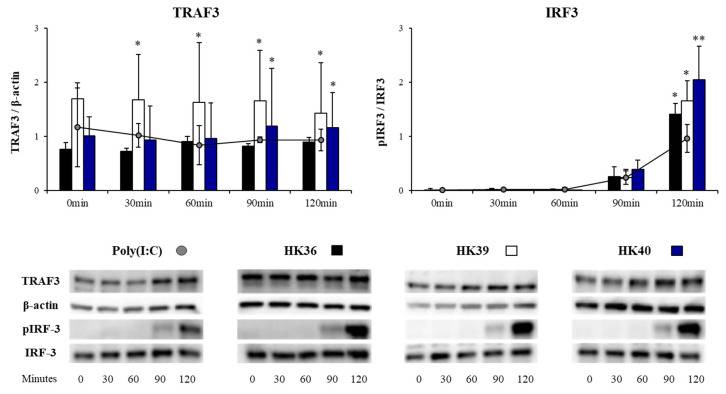 TRAF3
IRF3
3
2
1
0
TRAF3 / β-actin
* * * * * *
0min 30min 60min 90min 120min
3
2
1
0
pIRF3 / IRF3
* * **
0min 30min 60min 90min 120min
Poly(I:C) HK36 HK39 HK40
TRAF3
β-actin
pIRF-3
IRF-3
Minutes 0 30 60 90 120 0 30 60 90 120 0 30 60 90 120 0 30 60 90 120